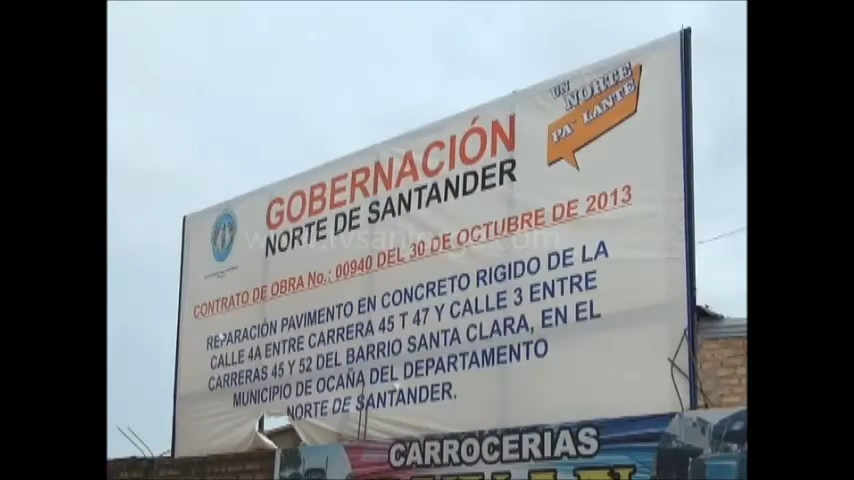 UN
NORTE
PA' LANTE
GOBERNACIÓN
NORTE DE SANTANDER
CONTRATO DE OBRA No.: 00940 DEL 30 DE OCTUBRE DE 2013
REPARACIÓN PAVIMENTO EN CONCRETO RIGIDO DE LA
CALLE 4A ENTRE CARRERA 45 T 47 Y CALLE 3 ENTRE
CARRERAS 45 Y 52 DEL BARRIO SANTA CLARA, EN EL
MUNICIPIO DE OCAÑA DEL DEPARTAMENTO
NORTE DE SANTANDER.
CARROCERIAS